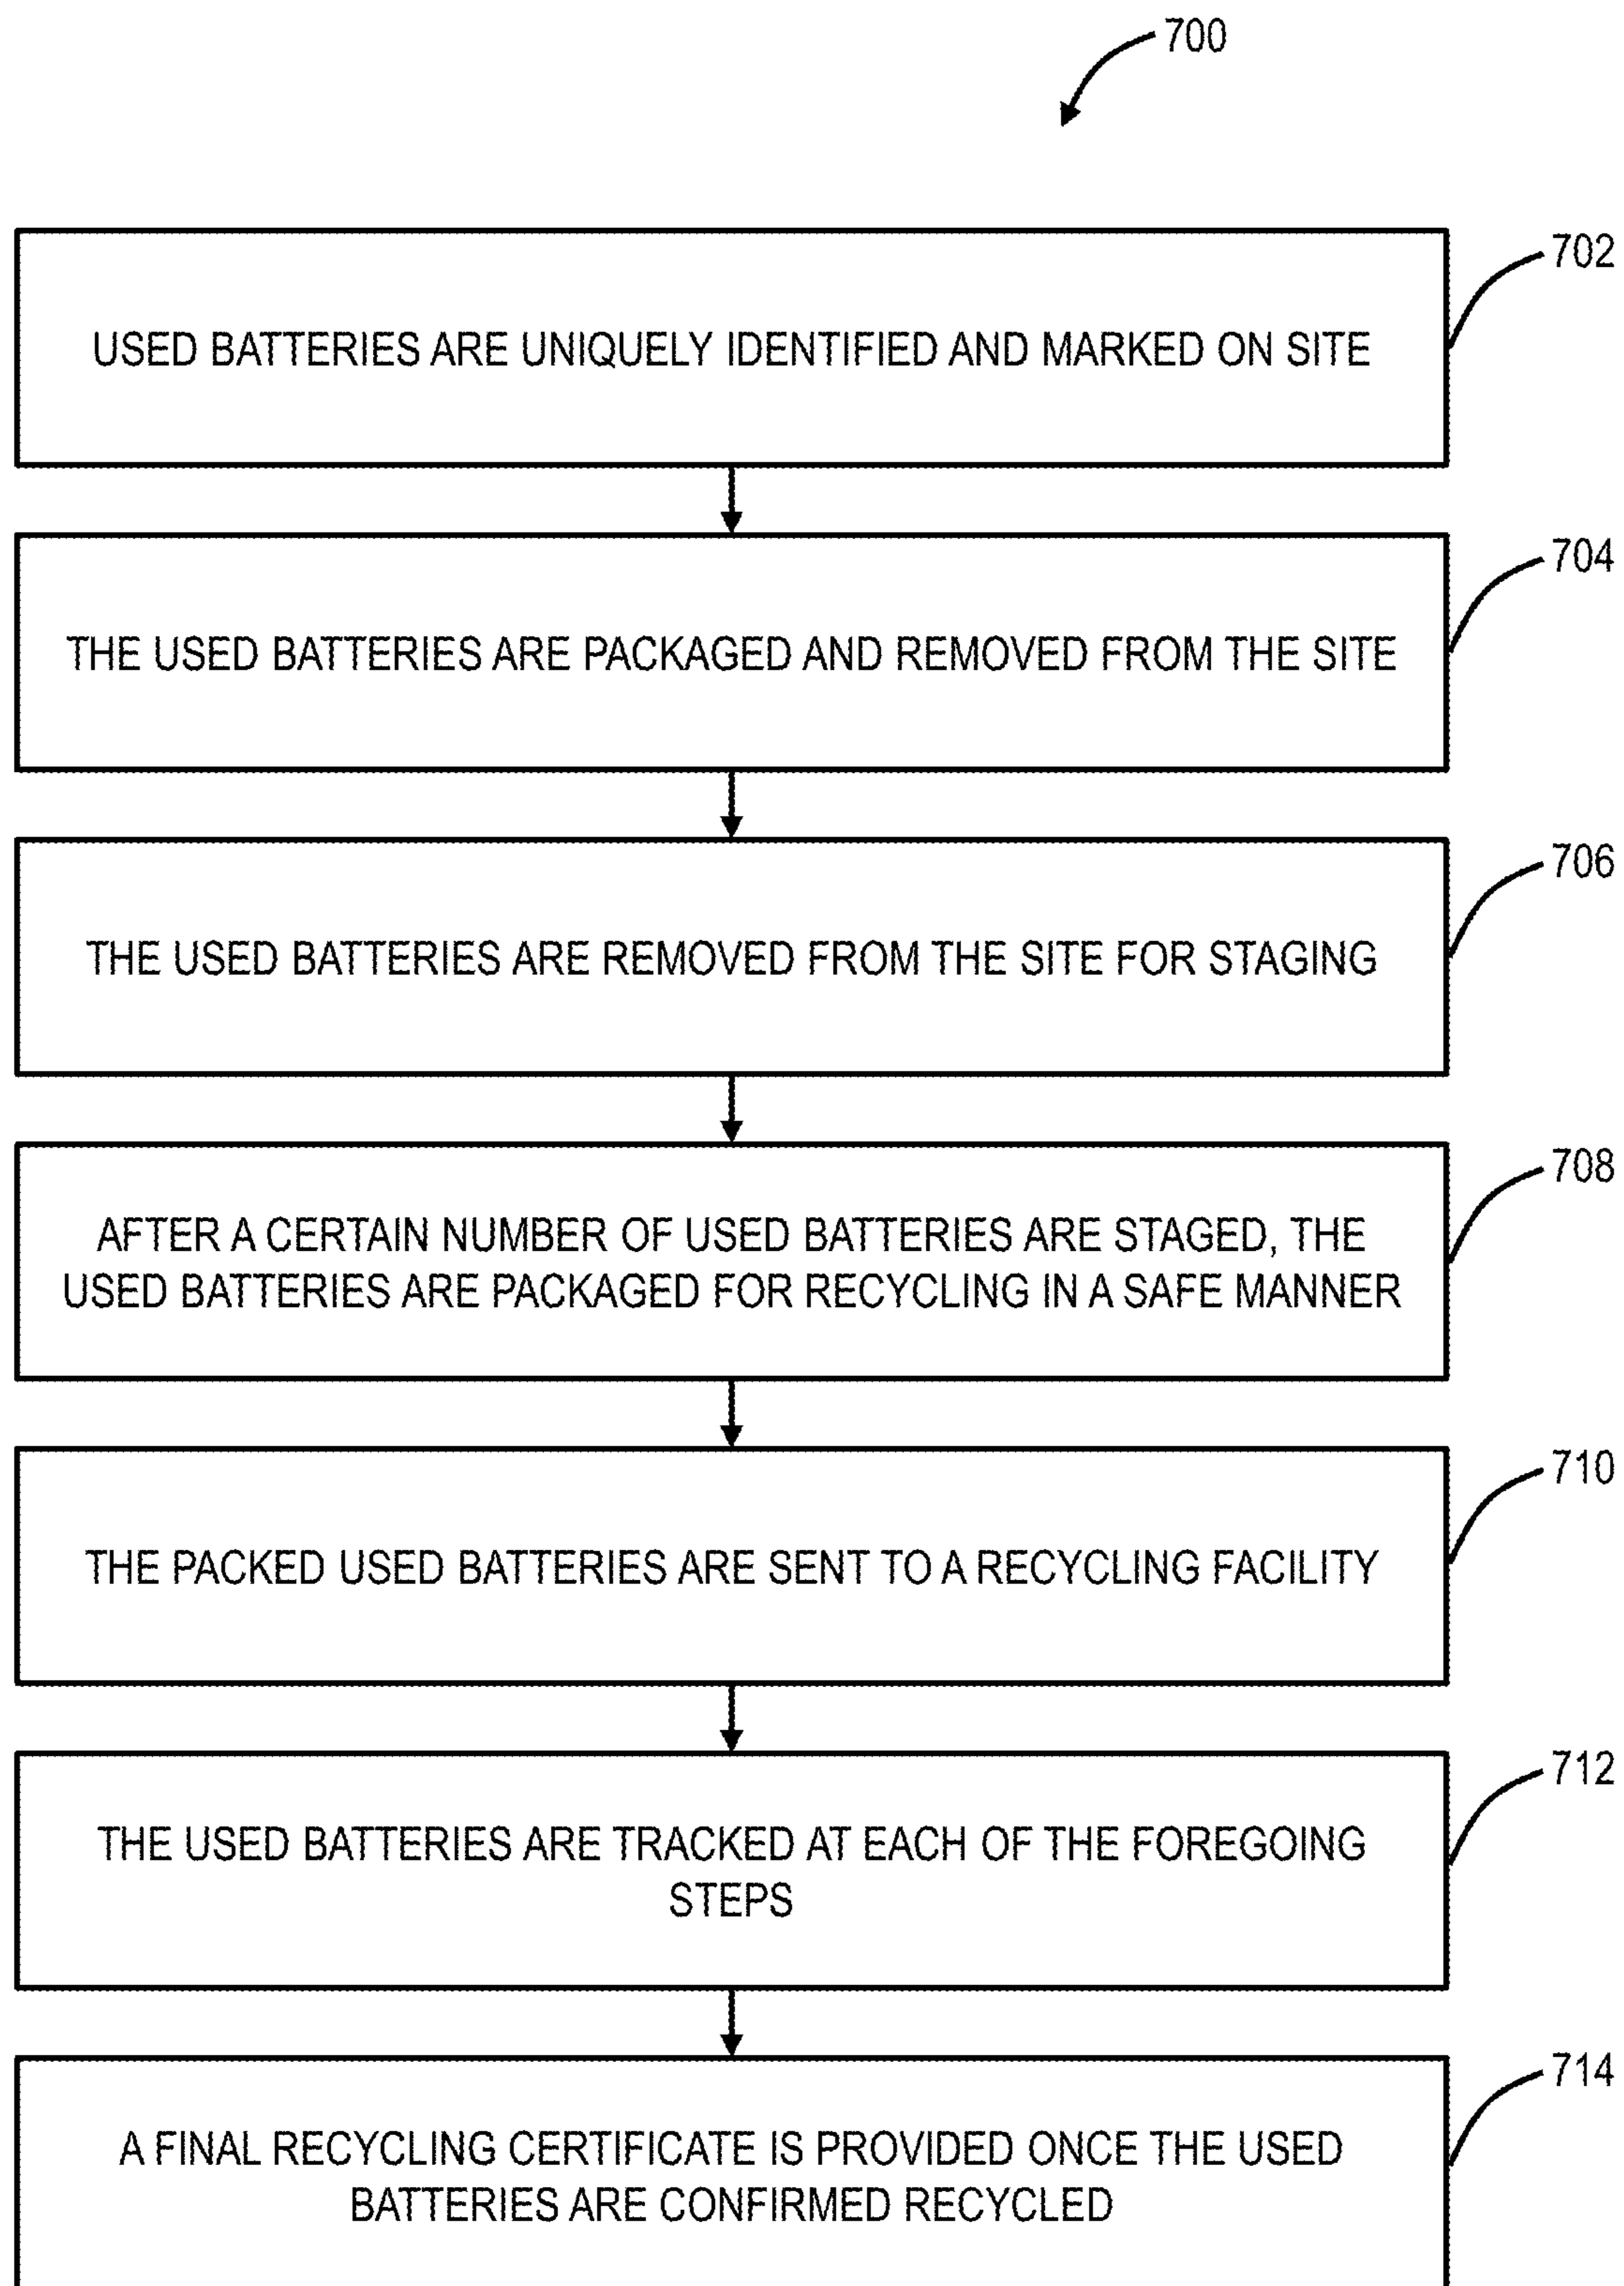 700
702
USED BATTERIES ARE UNIQUELY IDENTIFIED AND MARKED ON SITE
704
THE USED BATTERIES ARE PACKAGED AND REMOVED FROM THE SITE
706
THE USED BATTERIES ARE REMOVED FROM THE SITE FOR STAGING
708
AFTER A CERTAIN NUMBER OF USED BATTERIES ARE STAGED, THE
USED BATTERIES ARE PACKAGED FOR RECYCLING IN A SAFE MANNER
710
THE PACKED USED BATTERIES ARE SENT TO A RECYCLING FACILITY
712
THE USED BATTERIES ARE TRACKED AT EACH OF THE FOREGOING
STEPS
714
A FINAL RECYCLING CERTIFICATE IS PROVIDED ONCE THE USED
BATTERIES ARE CONFIRMED RECYCLED